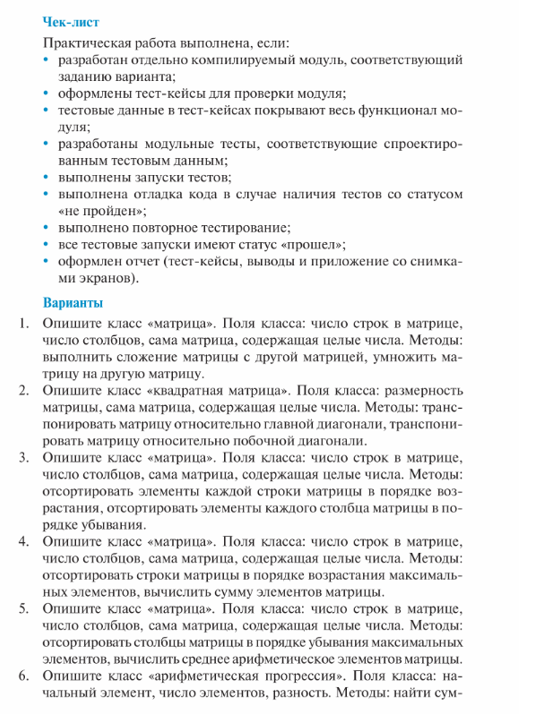 Чек-лист
Практическая работа выполнена, если:
• разработан отдельно компилируемый модуль, соответствующий
заданию варианта;
• оформлены тест-кейсы для проверки модуля;
• тестовые данные в тест-кейсах покрывают весь функционал мо-
дуля;
• разработаны модульные тесты, соответствующие спроектиро-
ванным тестовым данным;
• выполнены запуски тестов;
• выполнена отладка кода в случае наличия тестов со статусом
«не пройден»;
• выполнено повторное тестирование;
• все тестовые запуски имеют статус «прошел»;
• оформлен отчет (тест-кейсы, выводы и приложение со снимка-
ми экранов).
Варианты
1. Опишите класс «матрица». Поля класса: число строк в матрице,
число столбцов, сама матрица, содержащая целые числа. Методы:
выполнить сложение матрицы с другой матрицей, умножить ма-
трицу на другую матрицу.
2. Опишите класс «квадратная матрица». Поля класса: размерность
матрицы, сама матрица, содержащая целые числа. Методы: транс-
понировать матрицу относительно главной диагонали, транспони-
ровать матрицу относительно побочной диагонали.
3. Опишите класс «матрица». Поля класса: число строк в матрице,
число столбцов, сама матрица, содержащая целые числа. Методы:
отсортировать элементы каждой строки матрицы в порядке воз-
растания, отсортировать элементы каждого столбца матрицы в по-
рядке убывания.
4. Опишите класс «матрица». Поля класса: число строк в матрице,
число столбцов, сама матрица, содержащая целые числа. Методы:
отсортировать строки матрицы в порядке возрастания максималь-
ных элементов, вычислить сумму элементов матрицы.
5. Опишите класс «матрица». Поля класса: число строк в матрице,
число столбцов, сама матрица, содержащая целые числа. Методы:
отсортировать столбцы матрицы в порядке убывания максимальных
элементов, вычислить среднее арифметическое элементов матрицы.
6. Опишите класс «арифметическая прогрессия». Поля класса: на-
чальный элемент, число элементов, разность. Методы: найти сум-